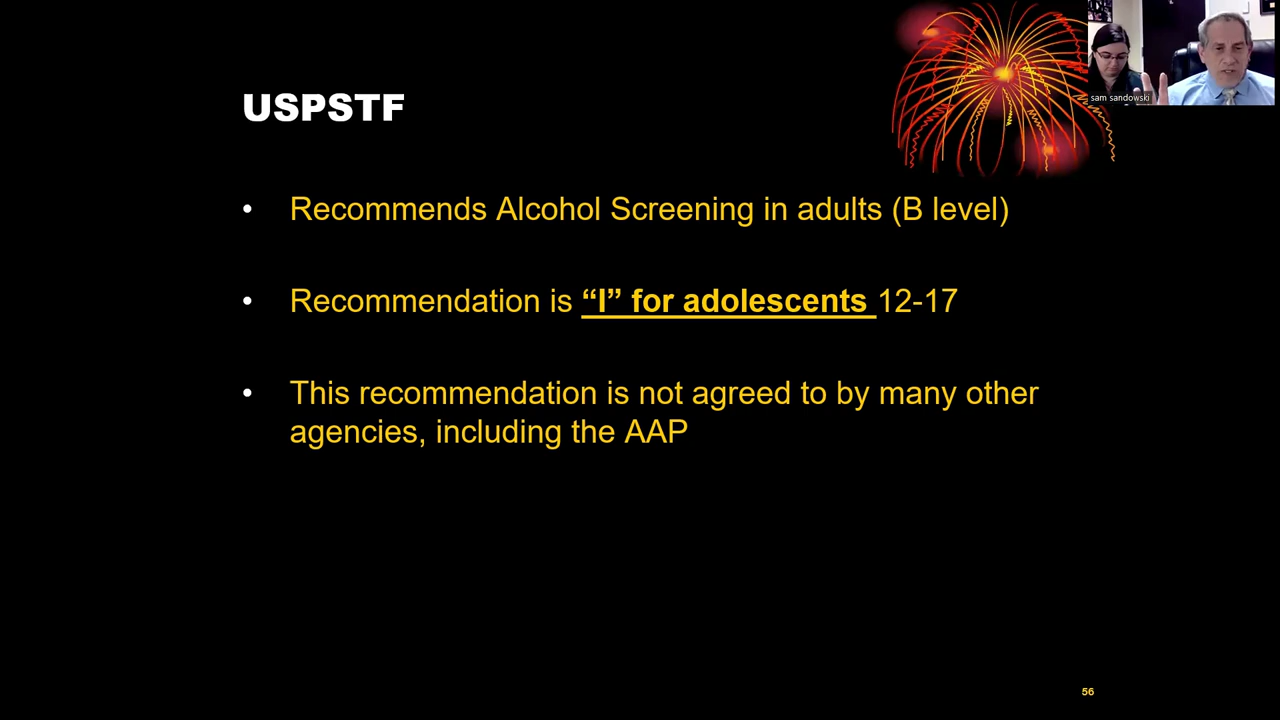 sam sandowski
USPSTF
• Recommends Alcohol Screening in adults (B level)
• Recommendation is “I” for adolescents 12-17
• This recommendation is not agreed to by many other
agencies, including the AAP
56